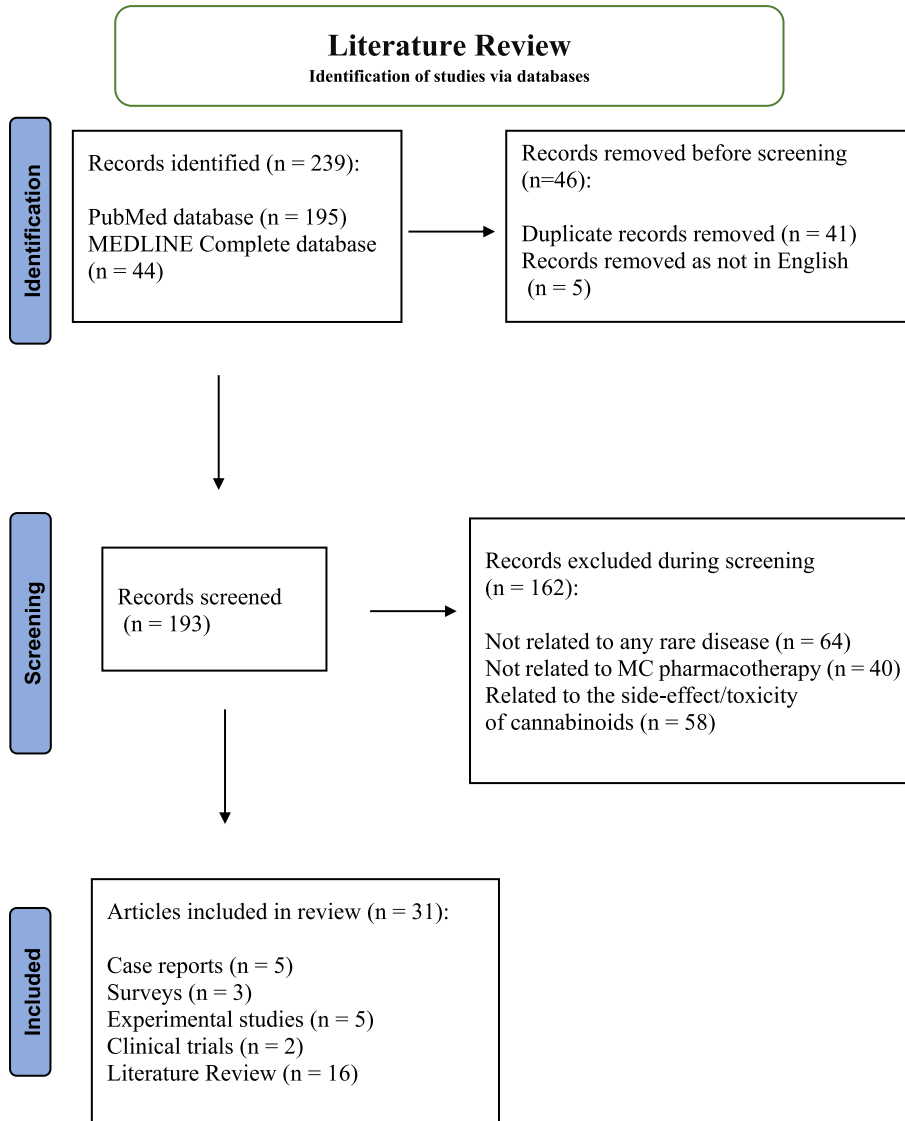 Literature Review
Identification of studies via databases
Identification
Records identified (n = 239):
PubMed database (n = 195)
MEDLINE Complete database
(n = 44)
Records removed before screening
(n=46):
Duplicate records removed (n = 41)
Records removed as not in English
(n = 5)
Screening
Records screened
(n = 193)
Records excluded during screening
(n = 162):
Not related to any rare disease (n = 64)
Not related to MC pharmacotherapy (n = 40)
Related to the side-effect/toxicity
of cannabinoids (n = 58)
Included
Articles included in review (n = 31):
Case reports (n = 5)
Surveys (n = 3)
Experimental studies (n = 5)
Clinical trials (n = 2)
Literature Review (n = 16)